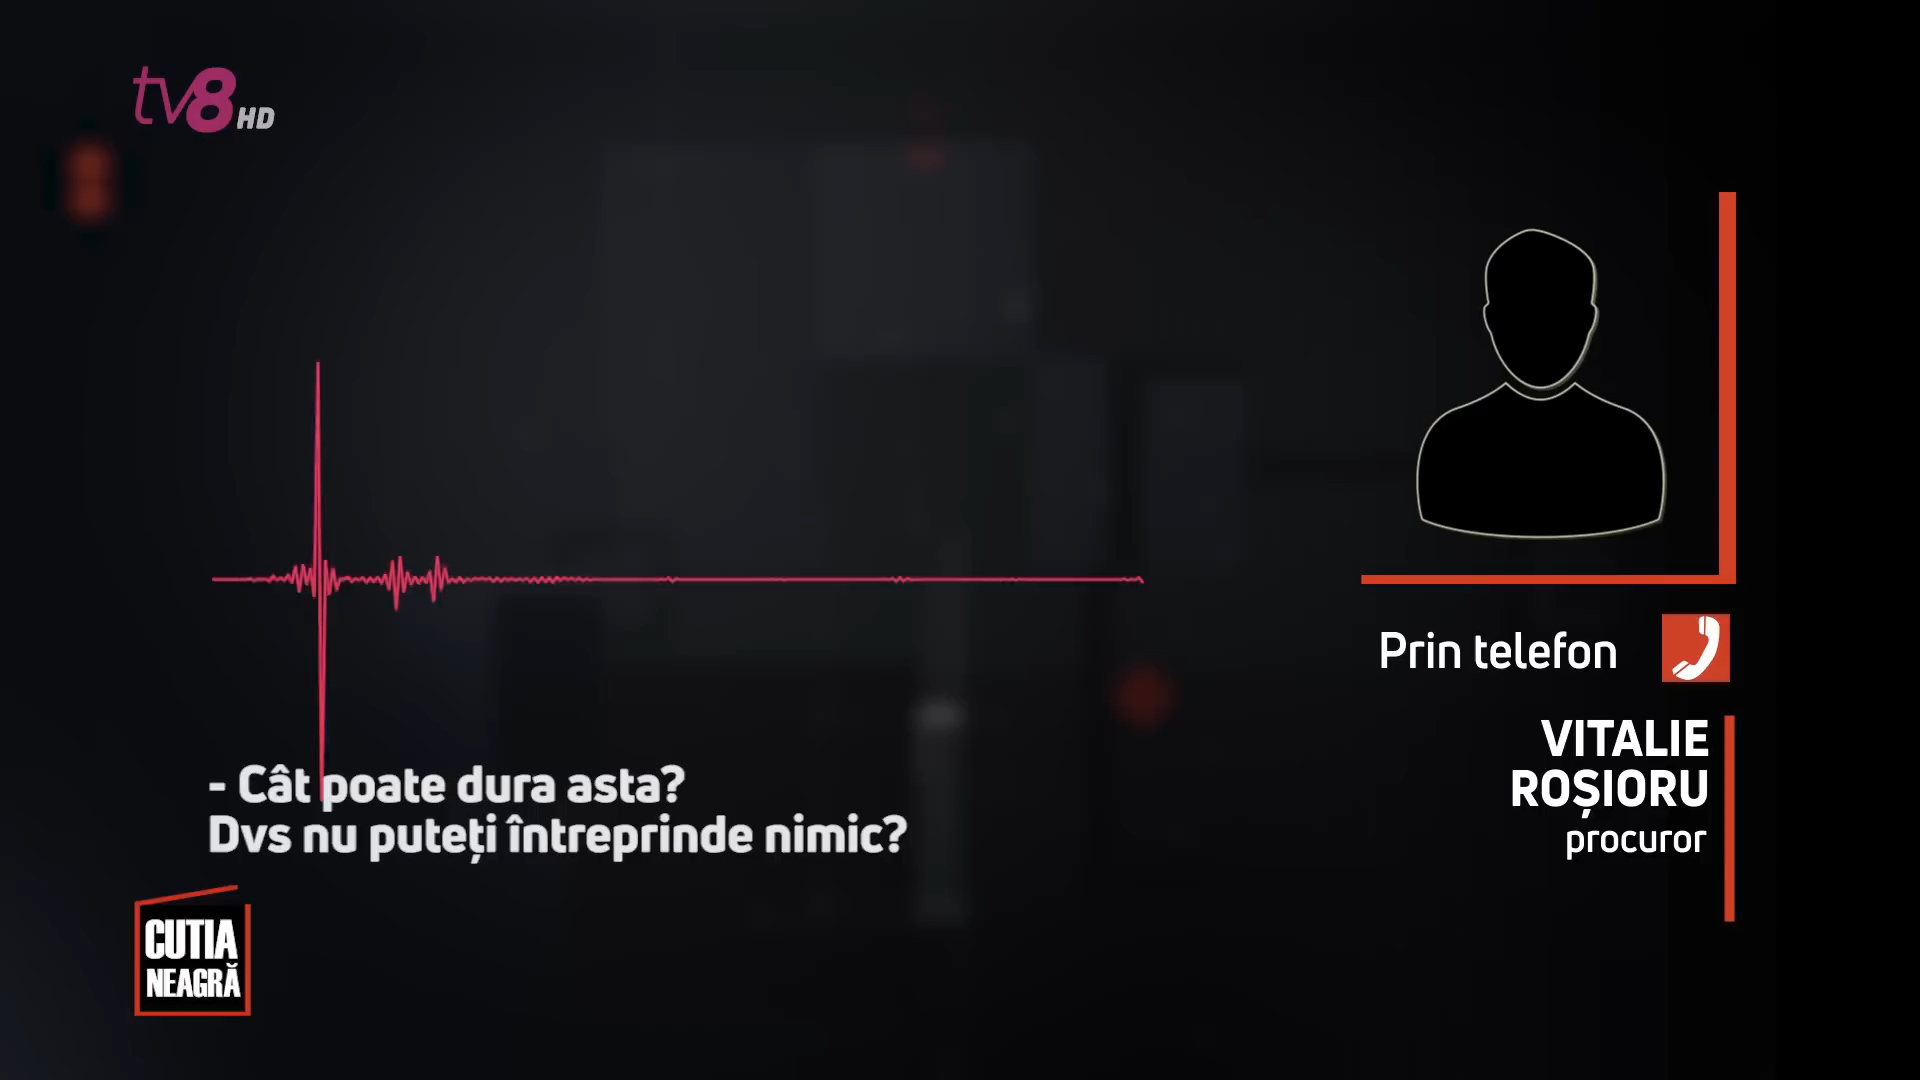 tv8 HD
Prin telefon
VITALIE
ROȘIORU
procuror
- Cât poate dura asta?
Dvs nu puteți întreprinde nimic?
CUTIA
NEAGRĂ